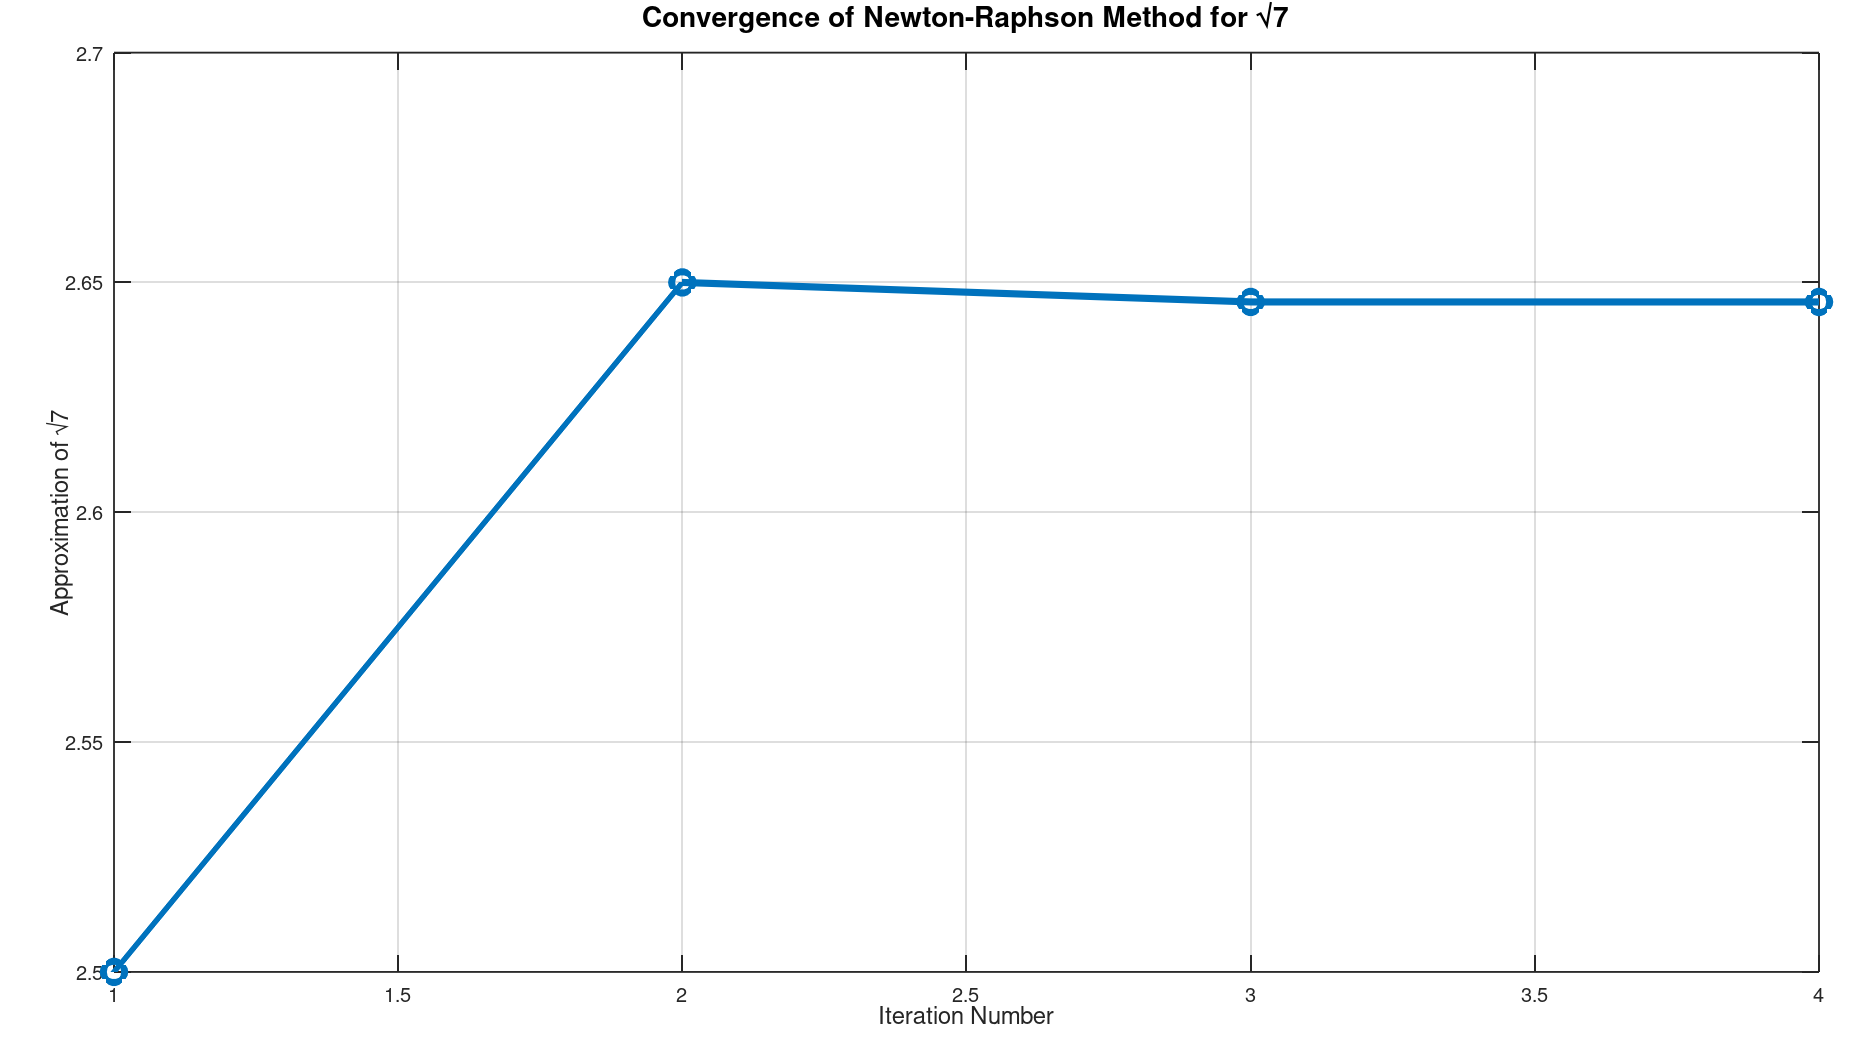 Convergence of Newton-Raphson Method for √7
2.7
2.65
2.6
2.55
2.5
Approximation of √7
1 1.5 2 2.5 3 3.5 4
Iteration Number